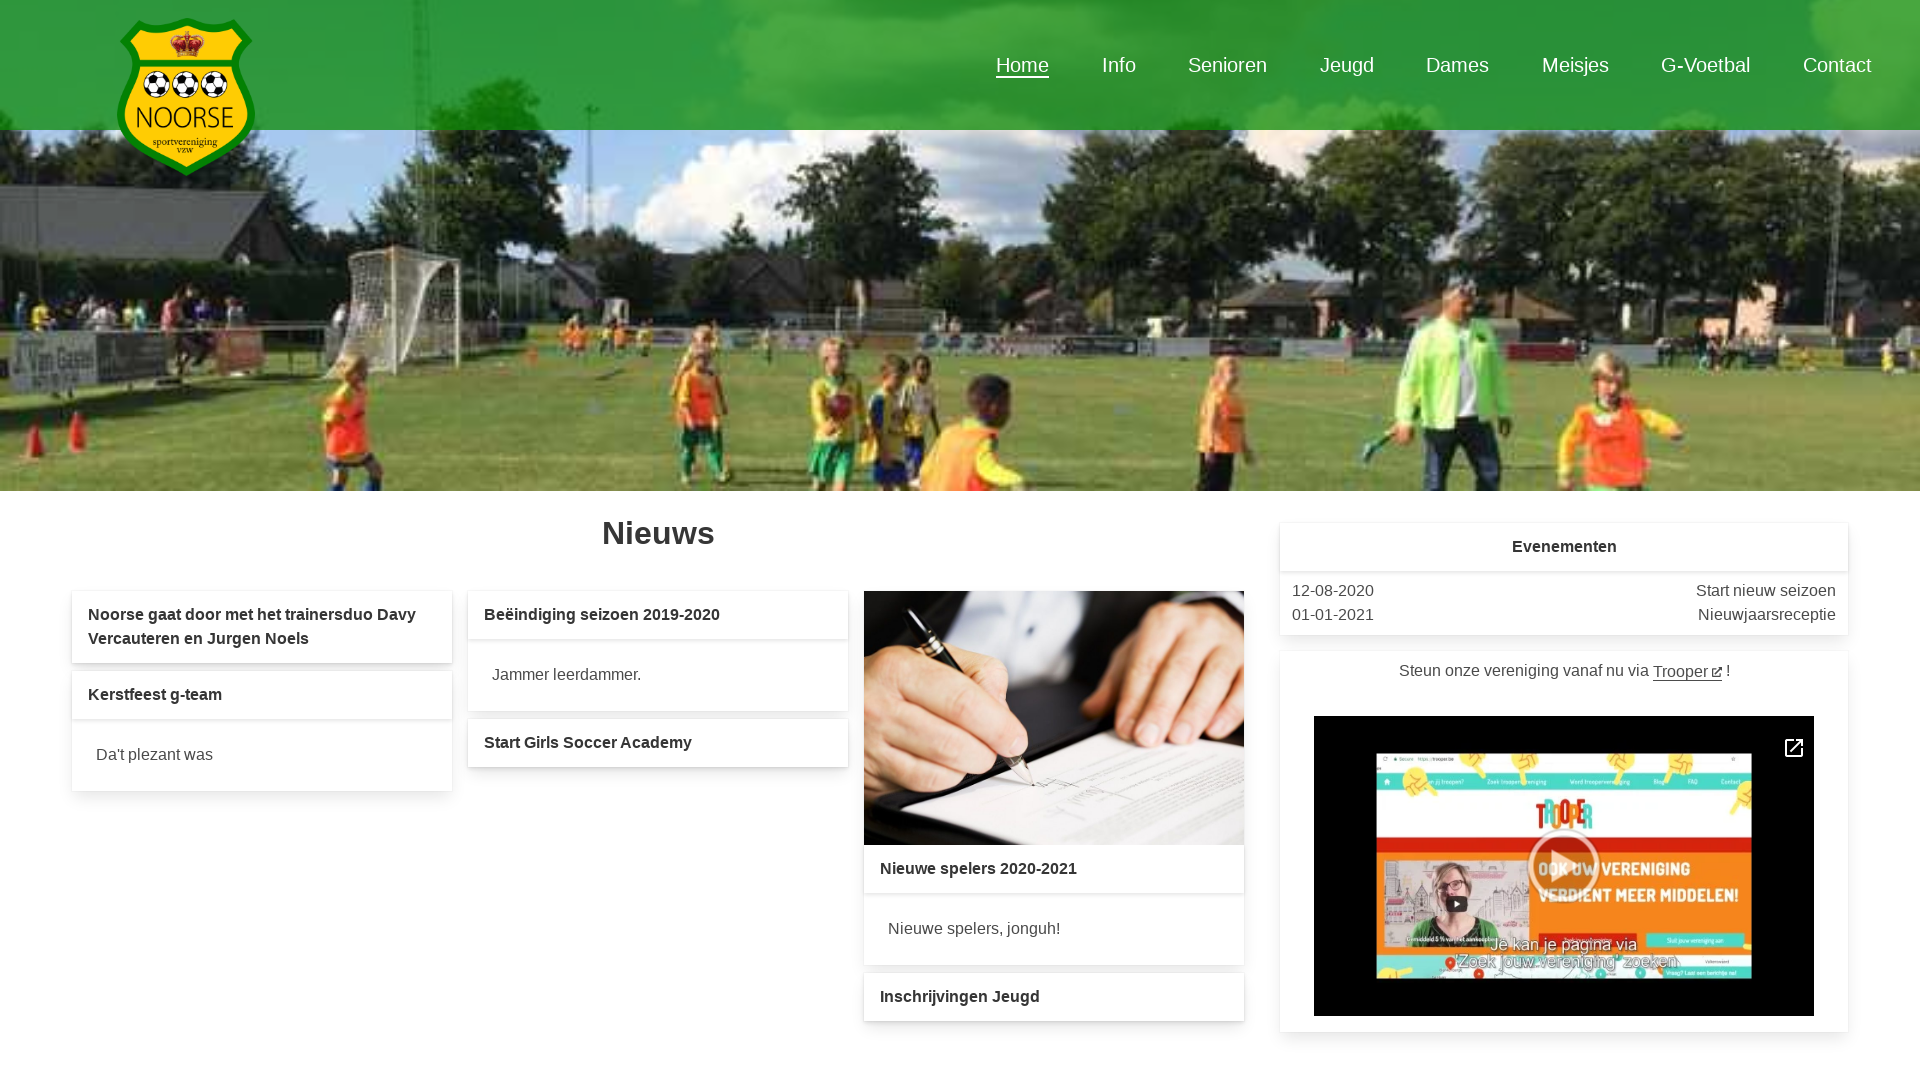 NOORSE
sportvereniging
vzw
Home
Info
Senioren
Jeugd
Dames
Meisjes
G-Voetbal
Contact
Nieuws
Noorse gaat door met het trainersduo Davy
Vercauteren en Jurgen Noels
Kerstfeest g-team
Da't plezant was
Beëindiging seizoen 2019-2020
Jammer leerdammer.
Start Girls Soccer Academy
Nieuwe spelers 2020-2021
Nieuwe spelers, jonguh!
Inschrijvingen Jeugd
Evenementen
12-08-2020 Start nieuw seizoen
01-01-2021 Nieuwjaarsreceptie
Steun onze vereniging vanaf nu via Trooper !
TROOPER
OOK UW VERENIGING
VERDIENT MEER MIDDELEN!
Je kan je pagina via
'Zoek jouw vereniging' zoeken